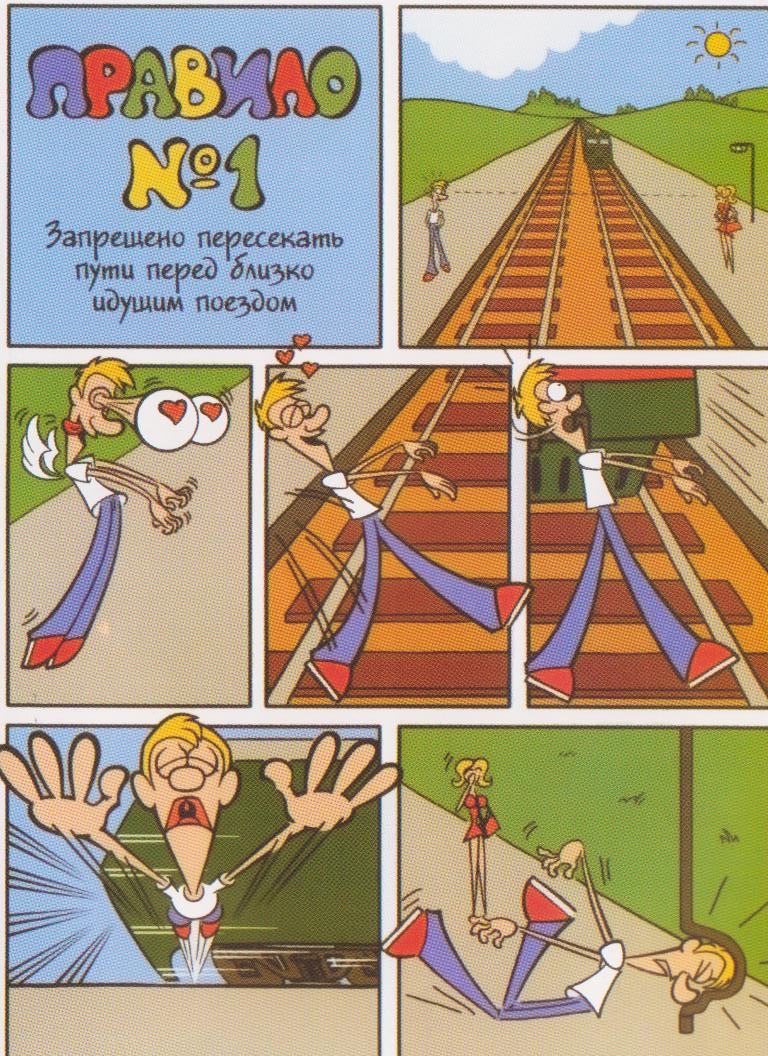 ПРАВИЛО
№1
Запрещено пересекать
пути перед близко
идущим поездом